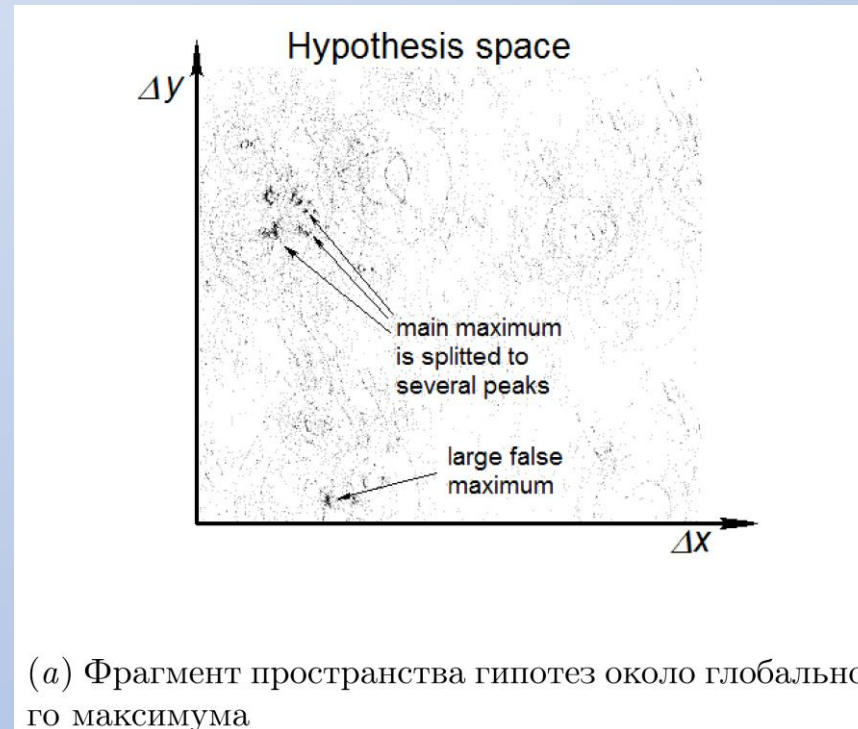 Hypothesis space
Δy
main maximum
is splitted to
several peaks
large false
maximum
Δx
(a) Фрагмент пространства гипотез около глобально
го максимума